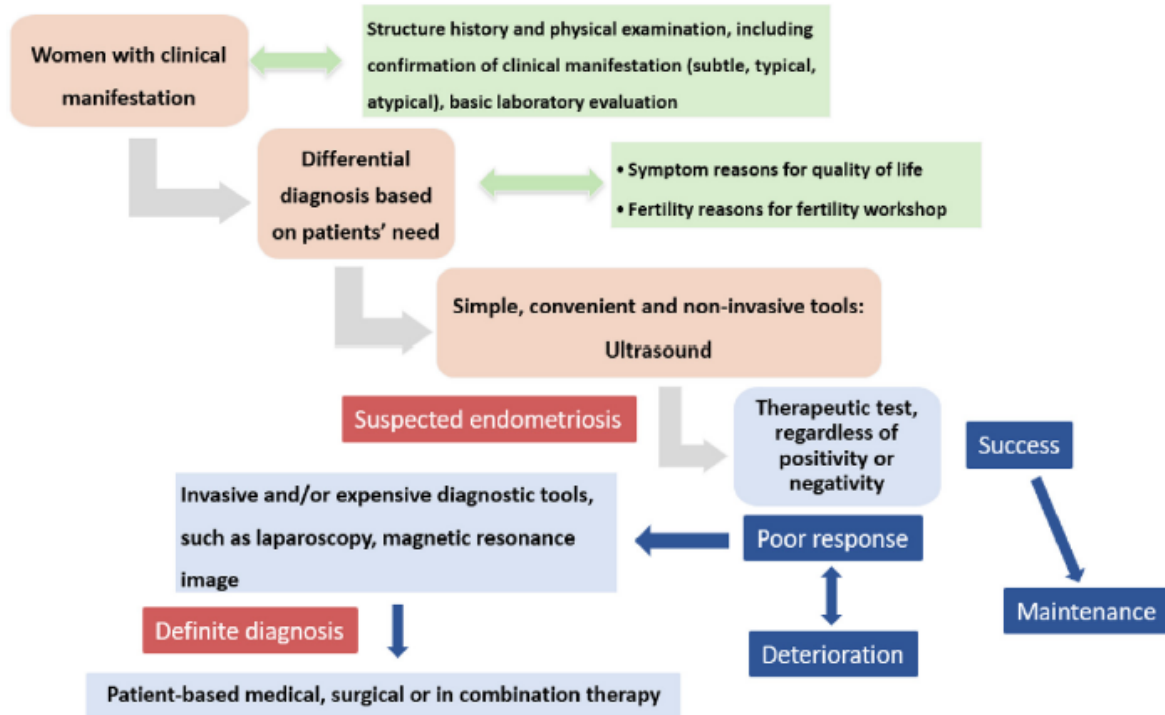 Women with clinical
manifestation
Structure history and physical examination, including
confirmation of clinical manifestation (subtle, typical,
atypical), basic laboratory evaluation
Differential
diagnosis based
on patients' need
• Symptom reasons for quality of life
• Fertility reasons for fertility workshop
Simple, convenient and non-invasive tools:
Ultrasound
Suspected endometriosis
Therapeutic test,
regardless of
positivity or
negativity
Success
Invasive and/or expensive diagnostic tools,
such as laparoscopy, magnetic resonance
image
Poor response
Maintenance
Definite diagnosis
Deterioration
Patient-based medical, surgical or in combination therapy